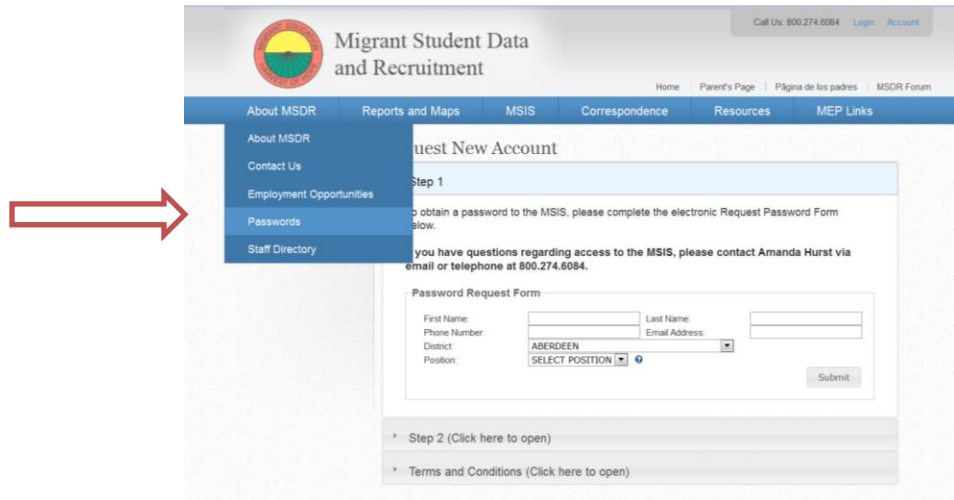 Call Us: 800.274.6084 Login Account
MIGRANT EDUCATION
HARVEST OF HOPE
Migrant Student Data
and Recruitment
Home | Parent's Page | Página de los padres | MSDR Forum
About MSDR Reports and Maps MSIS Correspondence Resources MEP Links
About MSDR
Contact Us
Employment Opportunities
Passwords
Staff Directory
uest New Account
Step 1
o obtain a password to the MSIS, please complete the electronic Request Password Form
elow.
you have questions regarding access to the MSIS, please contact Amanda Hurst via
email or telephone at 800.274.6084.
Password Request Form
First Name: Last Name:
Phone Number: Email Address:
District: ABERDEEN
Position: SELECT POSITION
Submit
Step 2 (Click here to open)
Terms and Conditions (Click here to open)